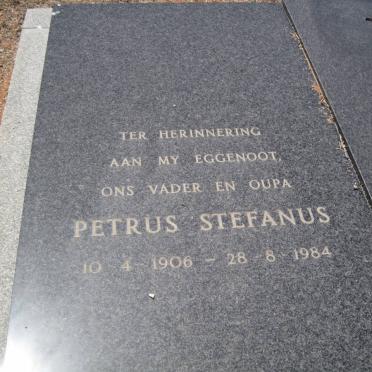 TER HERINNERING
AAN MY EGGENOOT,
ONS VADER EN OUPA
PETRUS STEFANUS
10 - 4 - 1906 - 28 - 8 - 1984